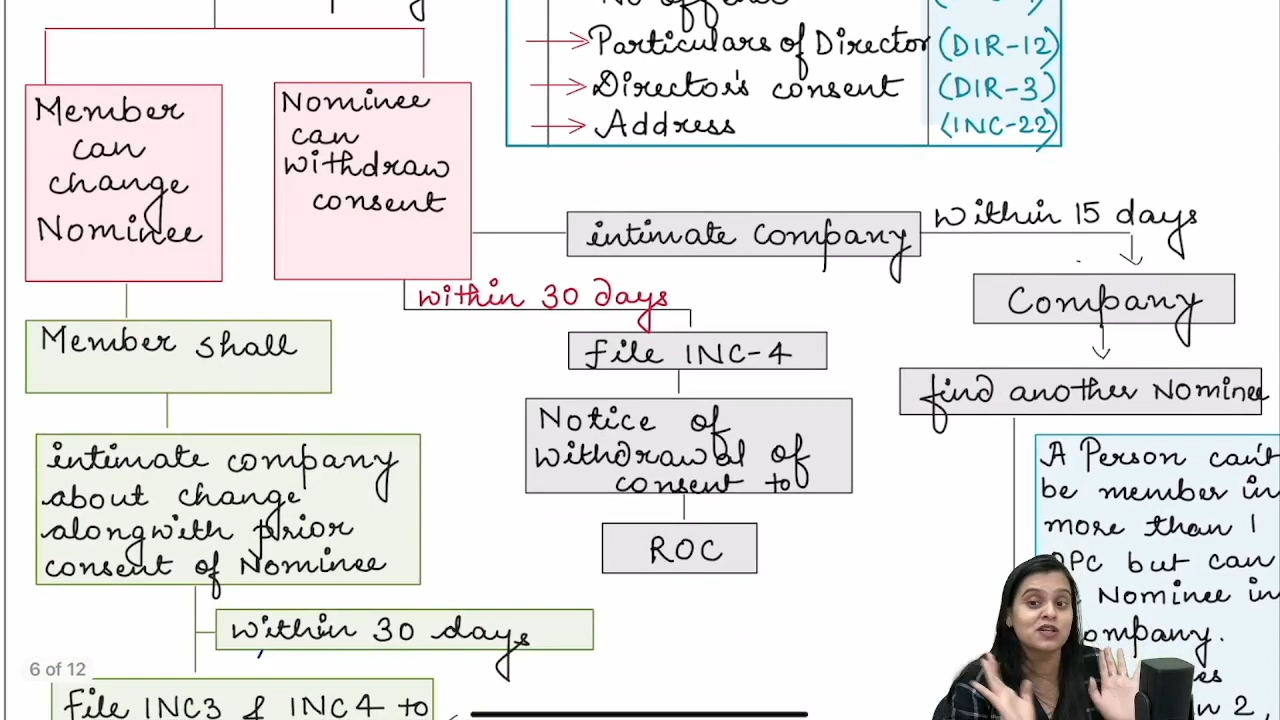 Particulars of Director (DIR-12)
Director's consent (DIR-3)
Address (INC-22)
Member
can
change
Nominee
Nominee
can
withdraw
consent
intimate company
within 15 days
Company
find another Nominee
within 30 days
file INC-4
Notice of
withdrawal of
consent to
ROC
Member shall
intimate company
about change
alongwith prior
consent of Nominee
within 30 days
File INC3 & INC4 to
A Person can't
be member in
more than 1
OPC but can
Nominee in
company.
6 of 12